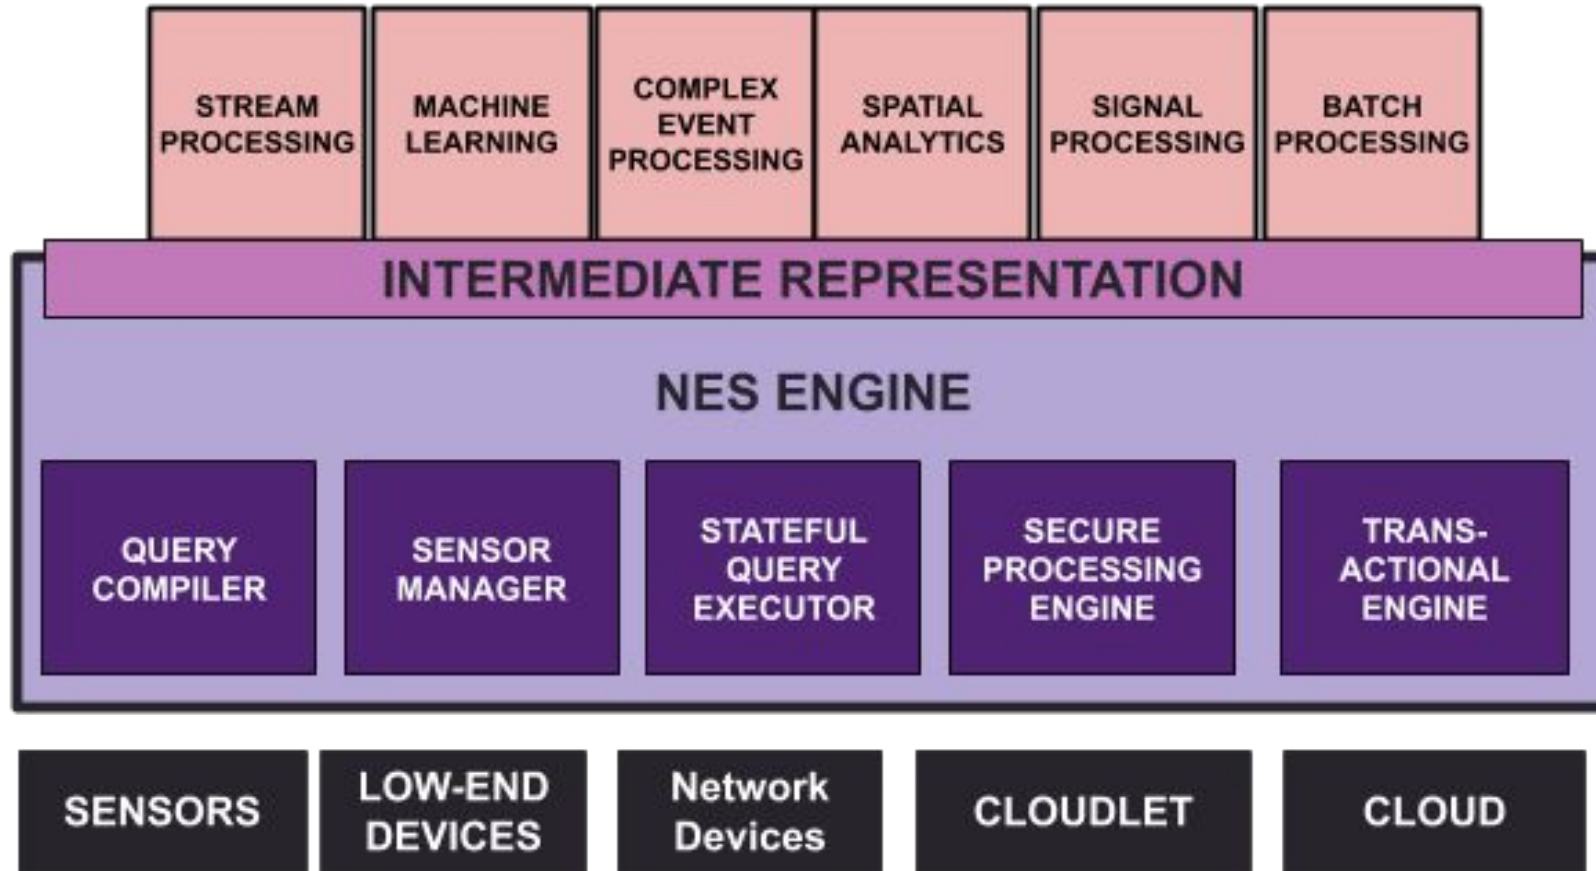 STREAM
PROCESSING
MACHINE
LEARNING
COMPLEX
EVENT
PROCESSING
SPATIAL
ANALYTICS
SIGNAL
PROCESSING
BATCH
PROCESSING
INTERMEDIATE REPRESENTATION
NES ENGINE
QUERY
COMPILER
SENSOR
MANAGER
STATEFUL
QUERY
EXECUTOR
SECURE
PROCESSING
ENGINE
TRANS-
ACTIONAL
ENGINE
SENSORS
LOW-END
DEVICES
Network
Devices
CLOUDLET
CLOUD